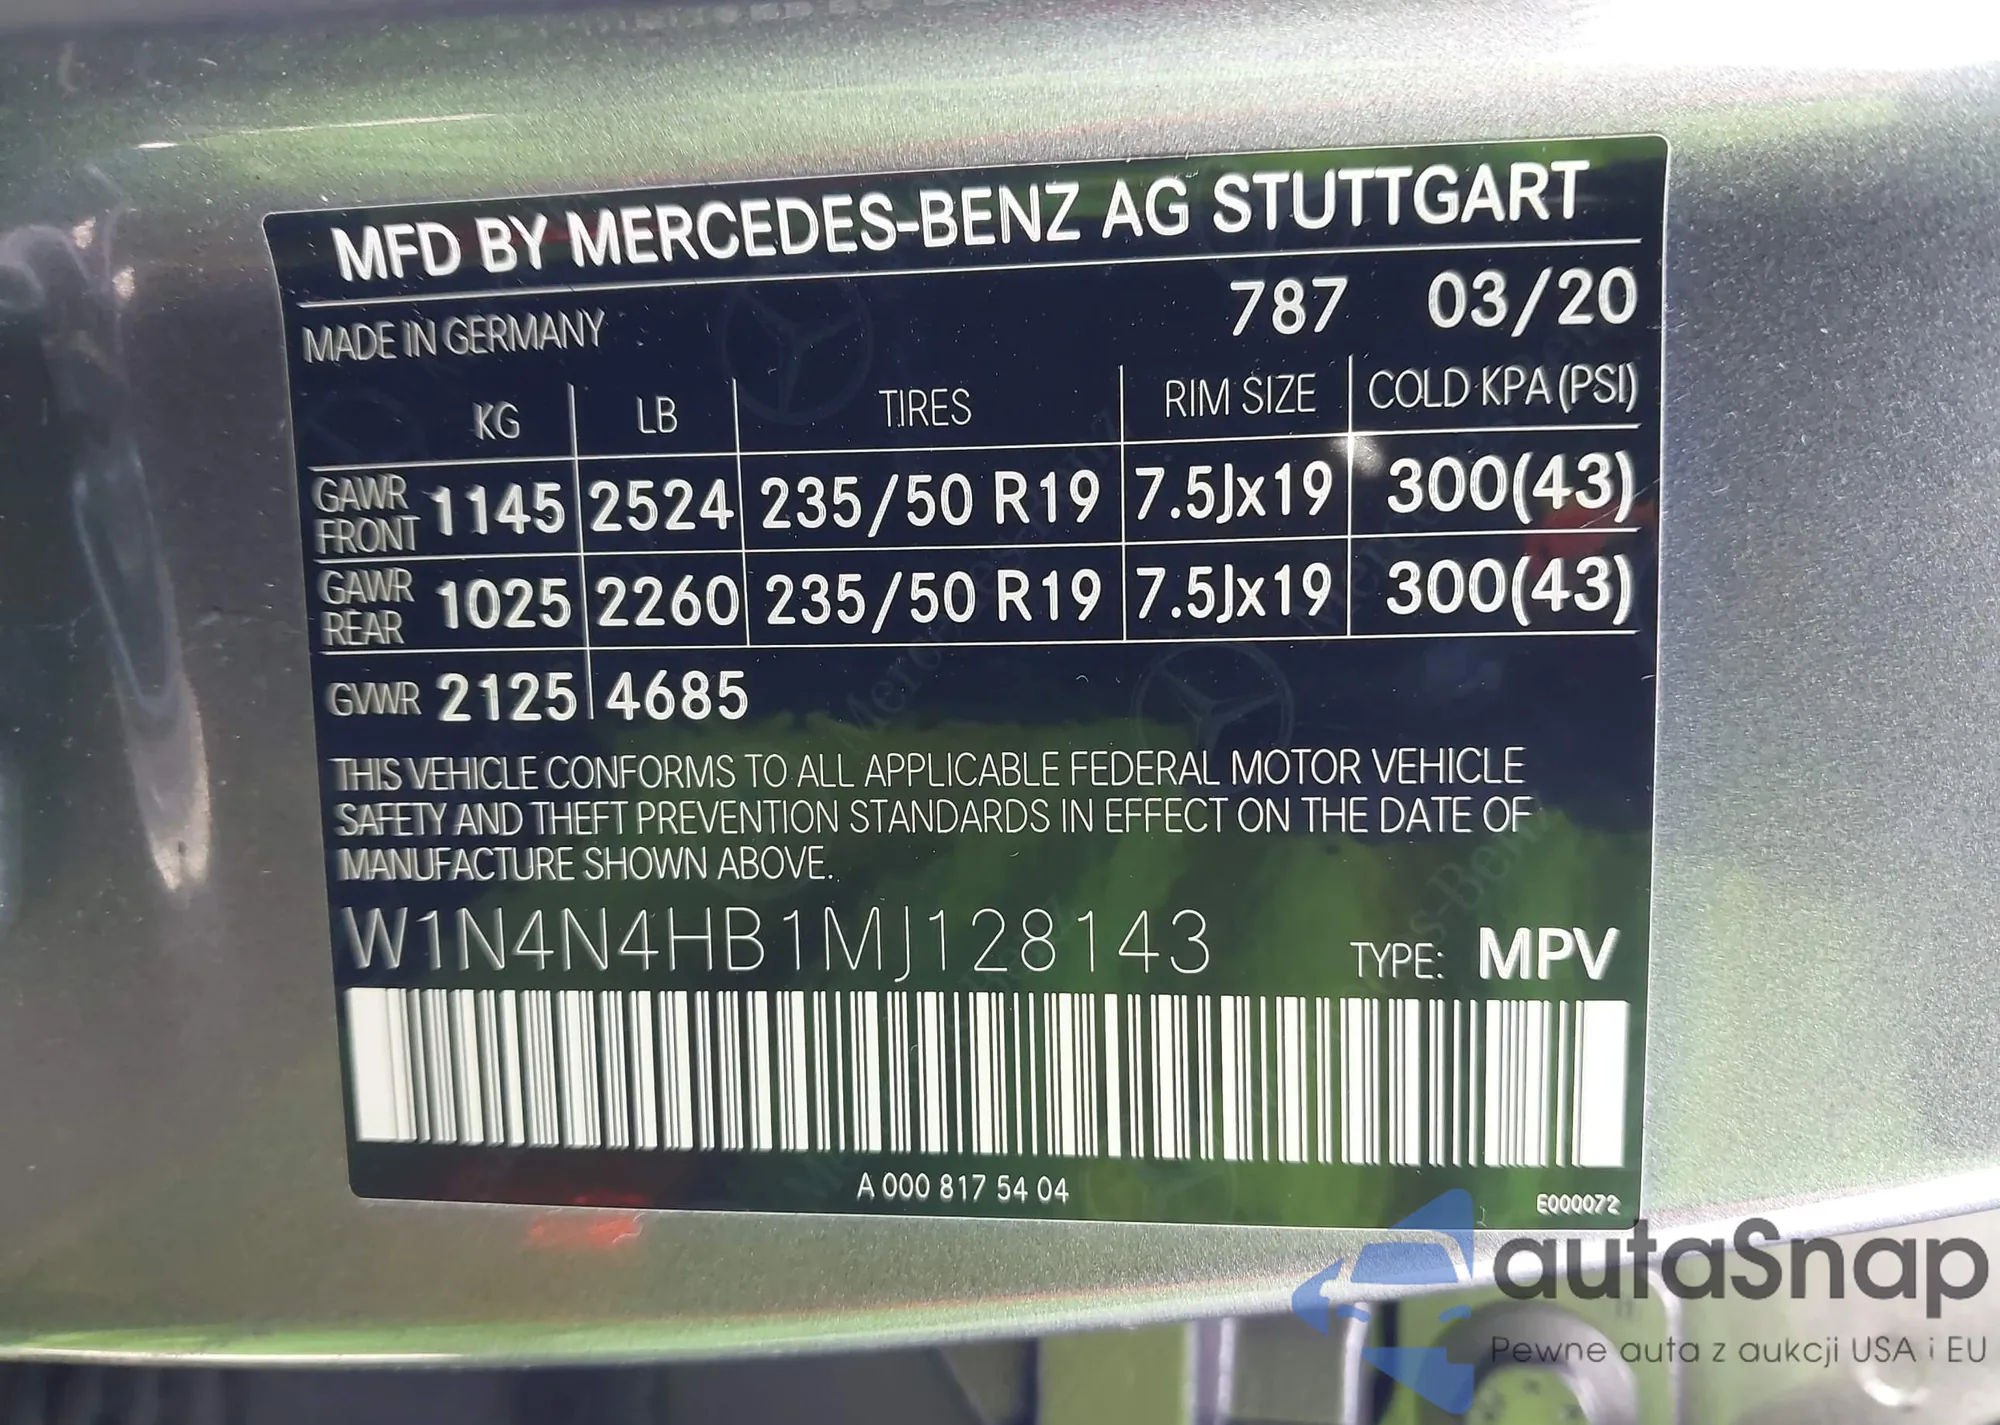 MFD BY MERCEDES-BENZ AG STUTTGART
MADE IN GERMANY 787 03/20
KG LB TIRES RIM SIZE COLD KPA (PSI)
GAWR FRONT 1145 2524 235/50 R19 7.5Jx19 300(43)
GAWR REAR 1025 2260 235/50 R19 7.5Jx19 300(43)
GVWR 2125 4685
THIS VEHICLE CONFORMS TO ALL APPLICABLE FEDERAL MOTOR VEHICLE
SAFETY AND THEFT PREVENTION STANDARDS IN EFFECT ON THE DATE OF
MANUFACTURE SHOWN ABOVE.
W1N4N4HB1MJ128143 TYPE: MPV
A 000 817 54 04
E000072
autaSnap
Pewne auta z aukcji USA i EU